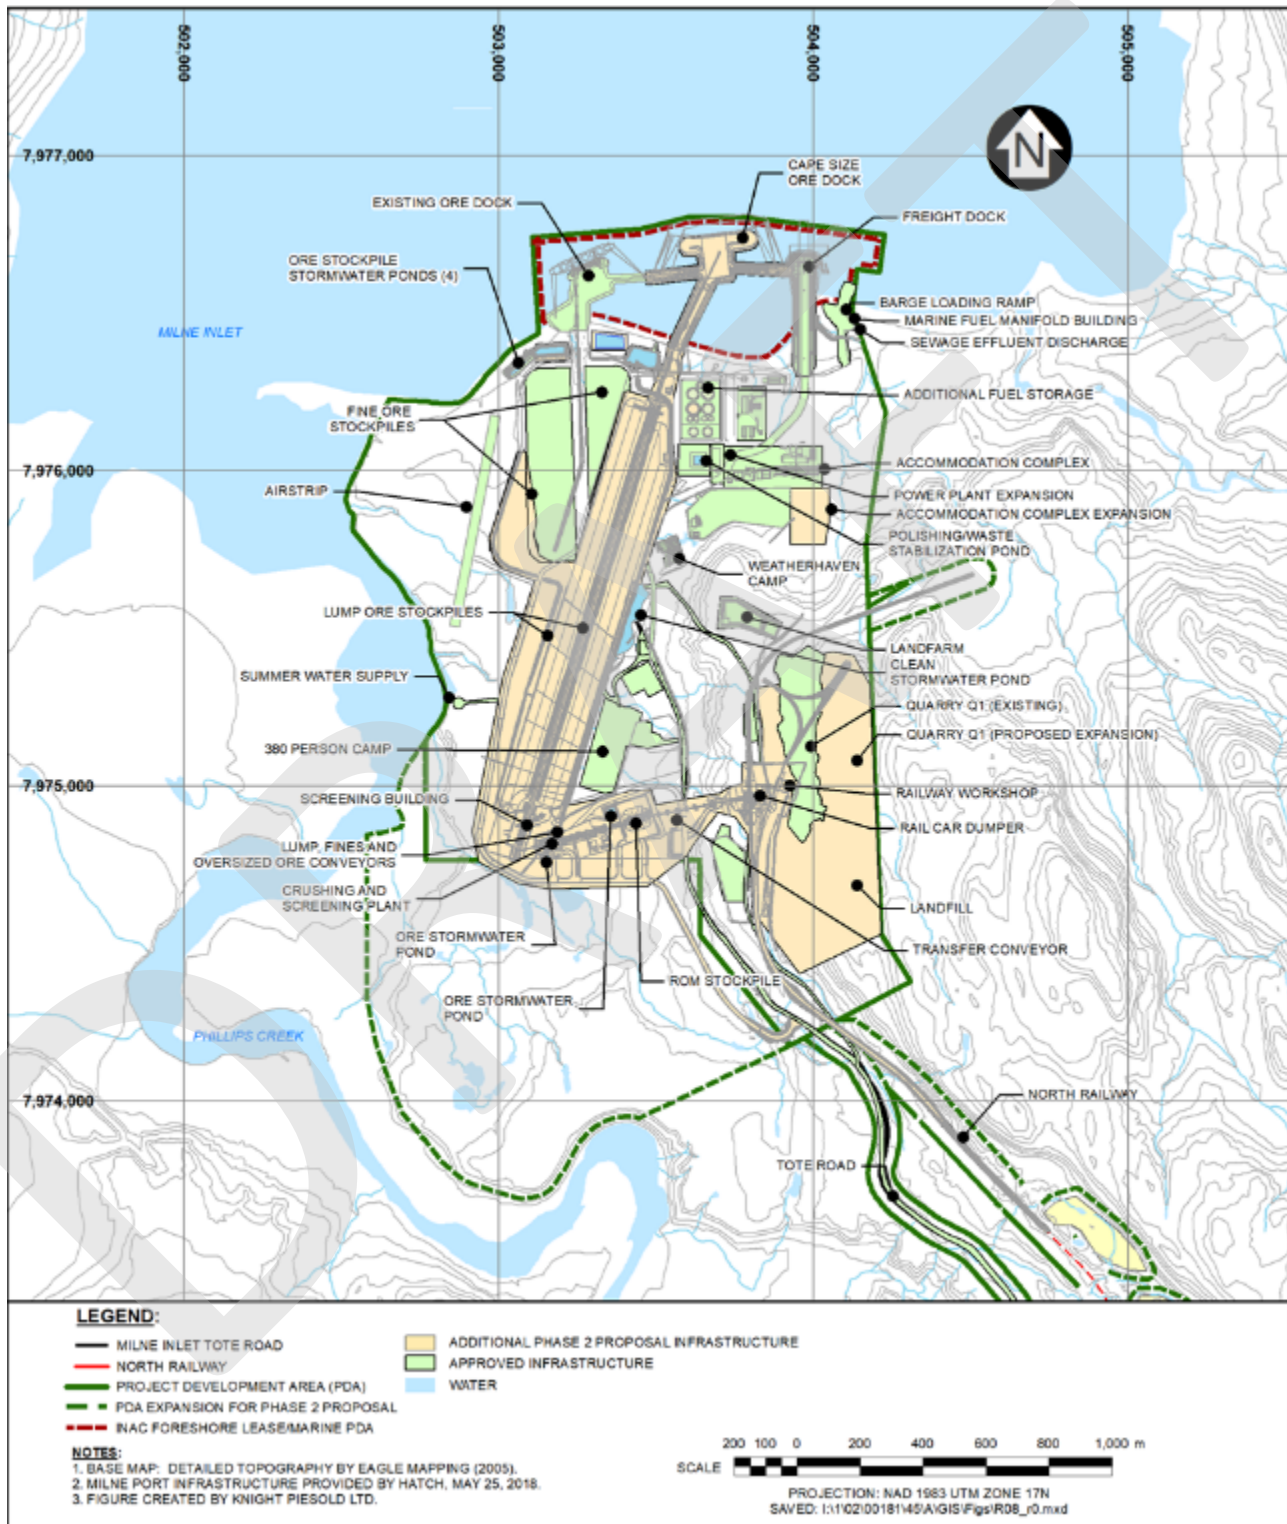 502,000
503,000
504,000
505,000
7,977,000
7,976,000
7,975,000
7,974,000
N
CAPE SIZE
ORE DOCK
EXISTING ORE DOCK
FREIGHT DOCK
ORE STOCKPILE
STORMWATER PONDS (4)
BARGE LOADING RAMP
MARINE FUEL MANIFOLD BUILDING
SEWAGE EFFLUENT DISCHARGE
MILNE INLET
ADDITIONAL FUEL STORAGE
FINE ORE
STOCKPILES
ACCOMMODATION COMPLEX
AIRSTRIP
POWER PLANT EXPANSION
ACCOMMODATION COMPLEX EXPANSION
POLISHING/WASTE
STABILIZATION POND
WEATHERHAVEN
CAMP
LUMP ORE STOCKPILES
LANDFARM
CLEAN
STORMWATER POND
SUMMER WATER SUPPLY
QUARRY Q1 (EXISTING)
QUARRY Q1 (PROPOSED EXPANSION)
380 PERSON CAMP
SCREENING BUILDING
RAILWAY WORKSHOP
RAIL CAR DUMPER
LUMP, FINES AND
OVERSIZED ORE CONVEYORS
CRUSHING AND
SCREENING PLANT
LANDFILL
ORE STORMWATER
POND
TRANSFER CONVEYOR
ROM STOCKPILE
ORE STORMWATER
POND
PHILLIPS CREEK
NORTH RAILWAY
TOTE ROAD
DRAFT
LEGEND:
MILNE INLET TOTE ROAD
NORTH RAILWAY
PROJECT DEVELOPMENT AREA (PDA)
PDA EXPANSION FOR PHASE 2 PROPOSAL
INAC FORESHORE LEASE/MARINE PDA
ADDITIONAL PHASE 2 PROPOSAL INFRASTRUCTURE
APPROVED INFRASTRUCTURE
WATER
NOTES:
1. BASE MAP: DETAILED TOPOGRAPHY BY EAGLE MAPPING (2005).
2. MILNE PORT INFRASTRUCTURE PROVIDED BY HATCH, MAY 25, 2018.
3. FIGURE CREATED BY KNIGHT PIESOLD LTD.
200 100 0 200 400 600 800 1,000 m
SCALE
PROJECTION: NAD 1983 UTM ZONE 17N
SAVED: I:\1\02\00181\45\A\GIS\Figs\R08_r0.mxd